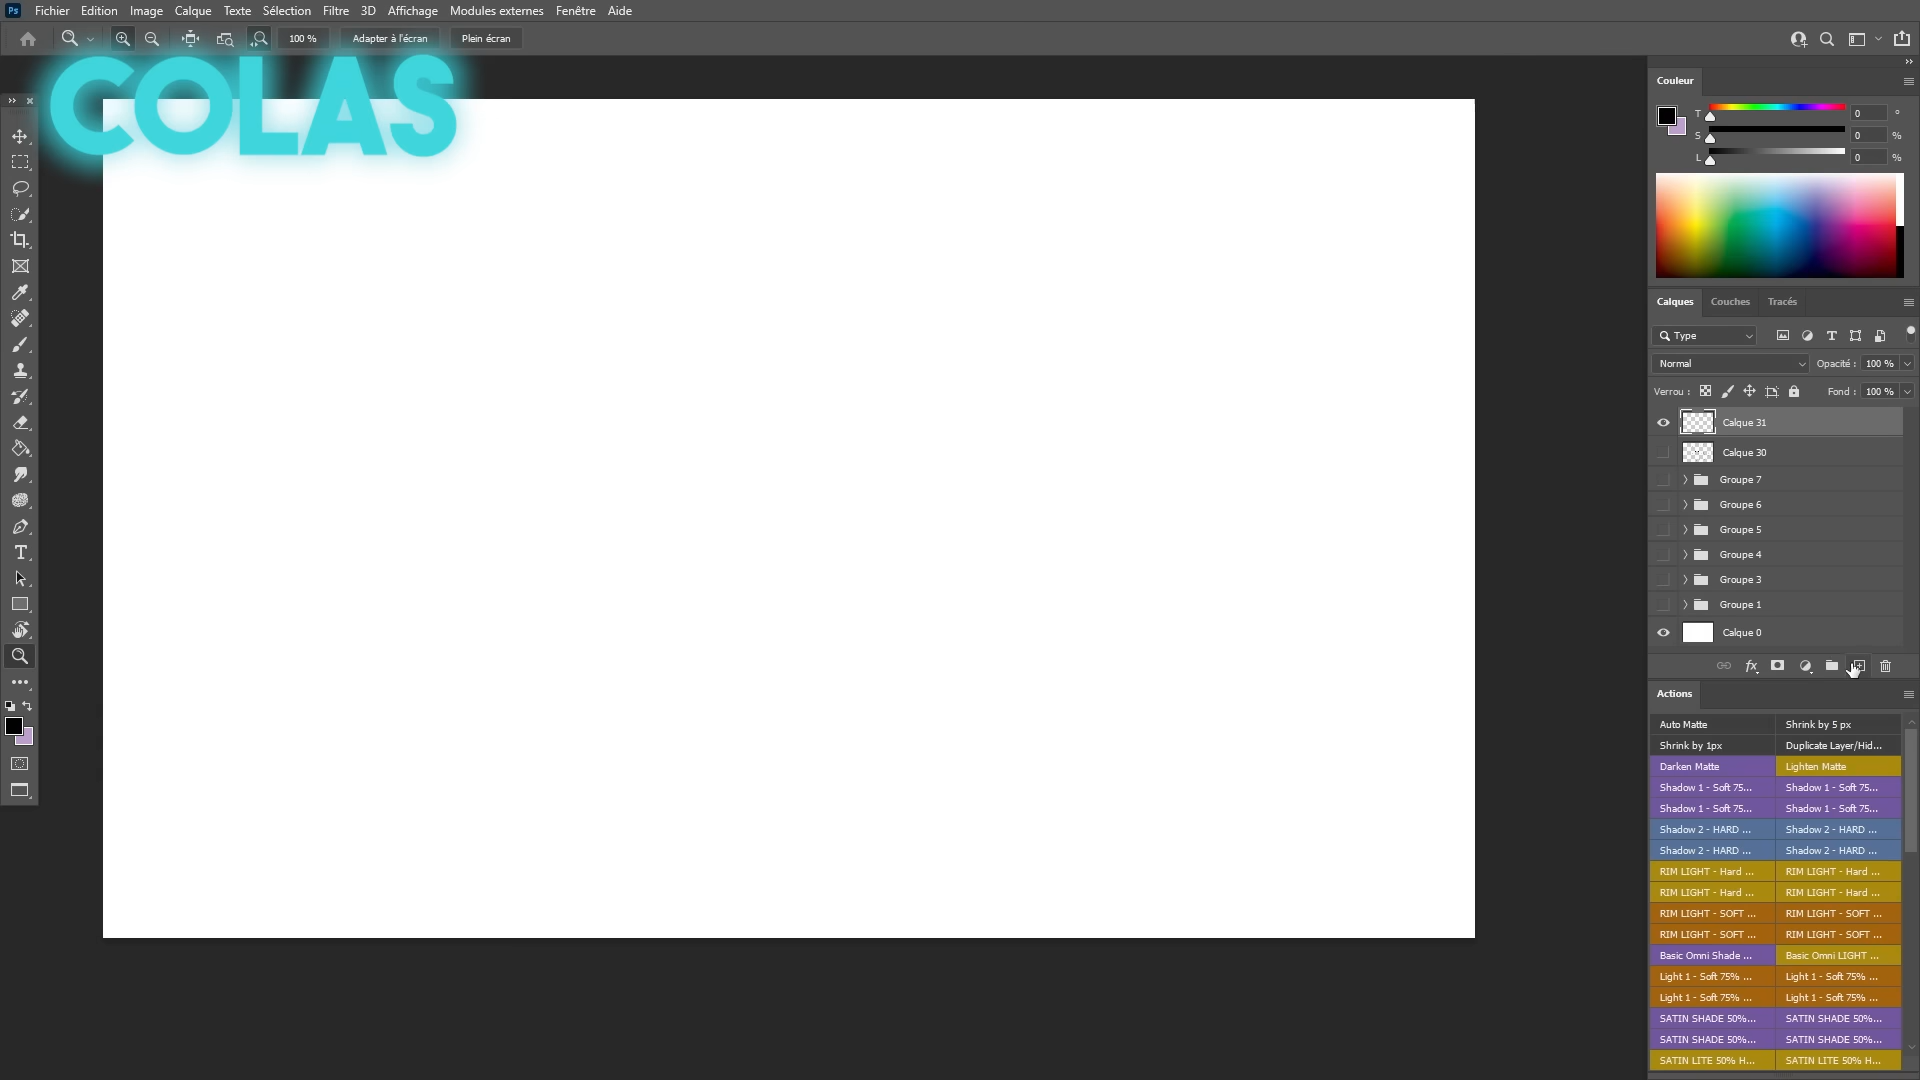 Ps Fichier Edition Image Calque Texte Sélection Filtre 3D Affichage Modules externes Fenêtre Aide
100 % Adapter à l'écran Plein écran
COLAS
Couleur
T 0 °
S 0 %
L 0 %
Calques Couches Tracés
Type
Normal Opacité : 100 %
Verrou : Fond : 100 %
Calque 31
Calque 30
Groupe 7
Groupe 6
Groupe 5
Groupe 4
Groupe 3
Groupe 1
Calque 0
Actions
Auto Matte Shrink by 5 px
Shrink by 1px Duplicate Layer/Hid...
Darken Matte Lighten Matte
Shadow 1 - Soft 75... Shadow 1 - Soft 75...
Shadow 1 - Soft 75... Shadow 1 - Soft 75...
Shadow 2 - HARD ... Shadow 2 - HARD ...
Shadow 2 - HARD ... Shadow 2 - HARD ...
RIM LIGHT - Hard ... RIM LIGHT - Hard ...
RIM LIGHT - Hard ... RIM LIGHT - Hard ...
RIM LIGHT - SOFT ... RIM LIGHT - SOFT ...
RIM LIGHT - SOFT ... RIM LIGHT - SOFT ...
Basic Omni Shade ... Basic Omni LIGHT ...
Light 1 - Soft 75% ... Light 1 - Soft 75% ...
Light 1 - Soft 75% ... Light 1 - Soft 75% ...
SATIN SHADE 50%... SATIN SHADE 50%...
SATIN SHADE 50%... SATIN SHADE 50%...
SATIN LITE 50% H... SATIN LITE 50% H...